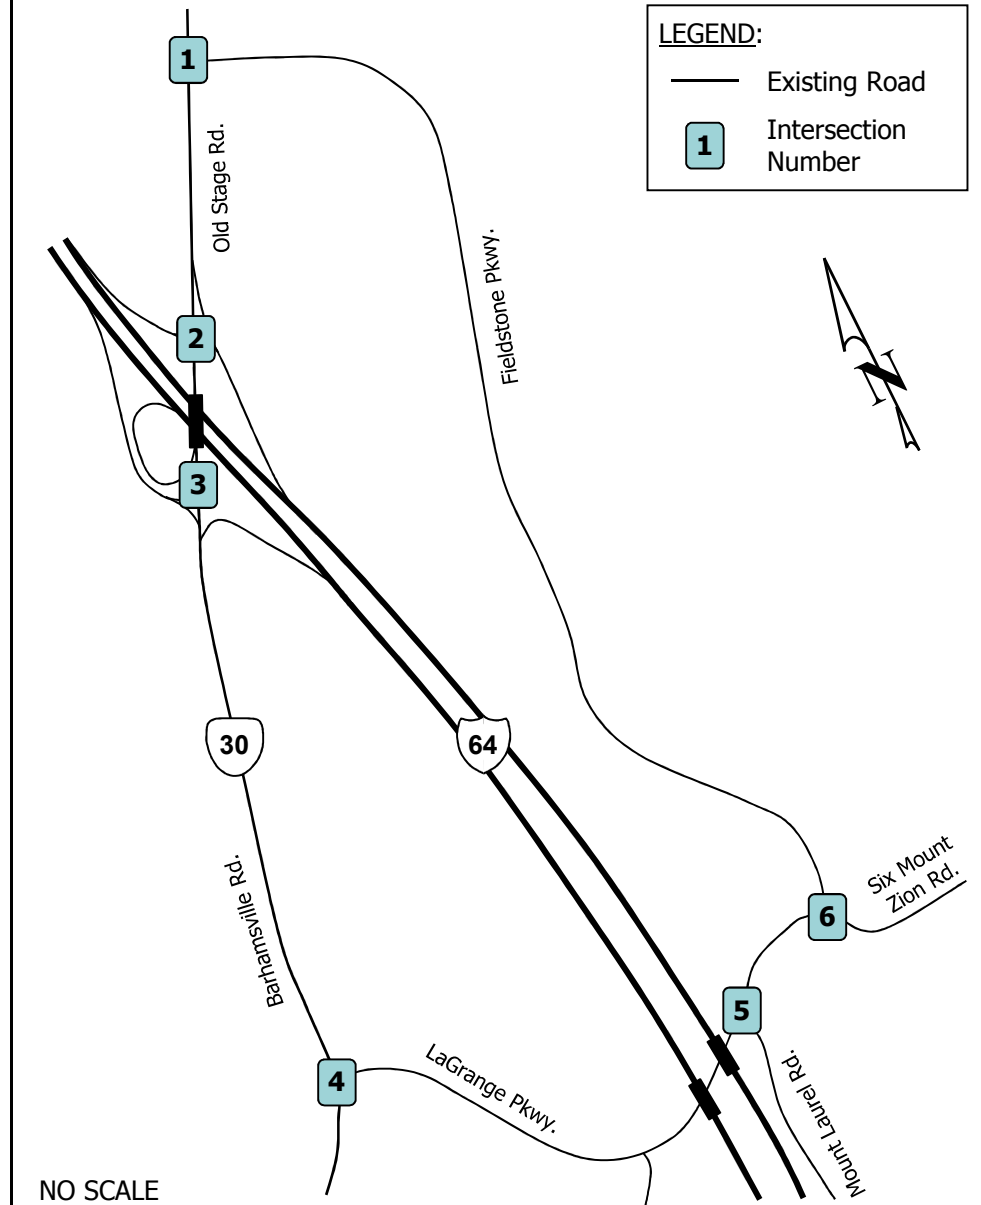 LEGEND:
Existing Road
1
Intersection
Number
1
Old Stage Rd.
Fieldstone Pkwy.
2
N
3
30
64
Barhamsville Rd.
Six Mount
Zion Rd.
6
5
4
LaGrange Pkwy.
Mount Laurel Rd.
NO SCALE